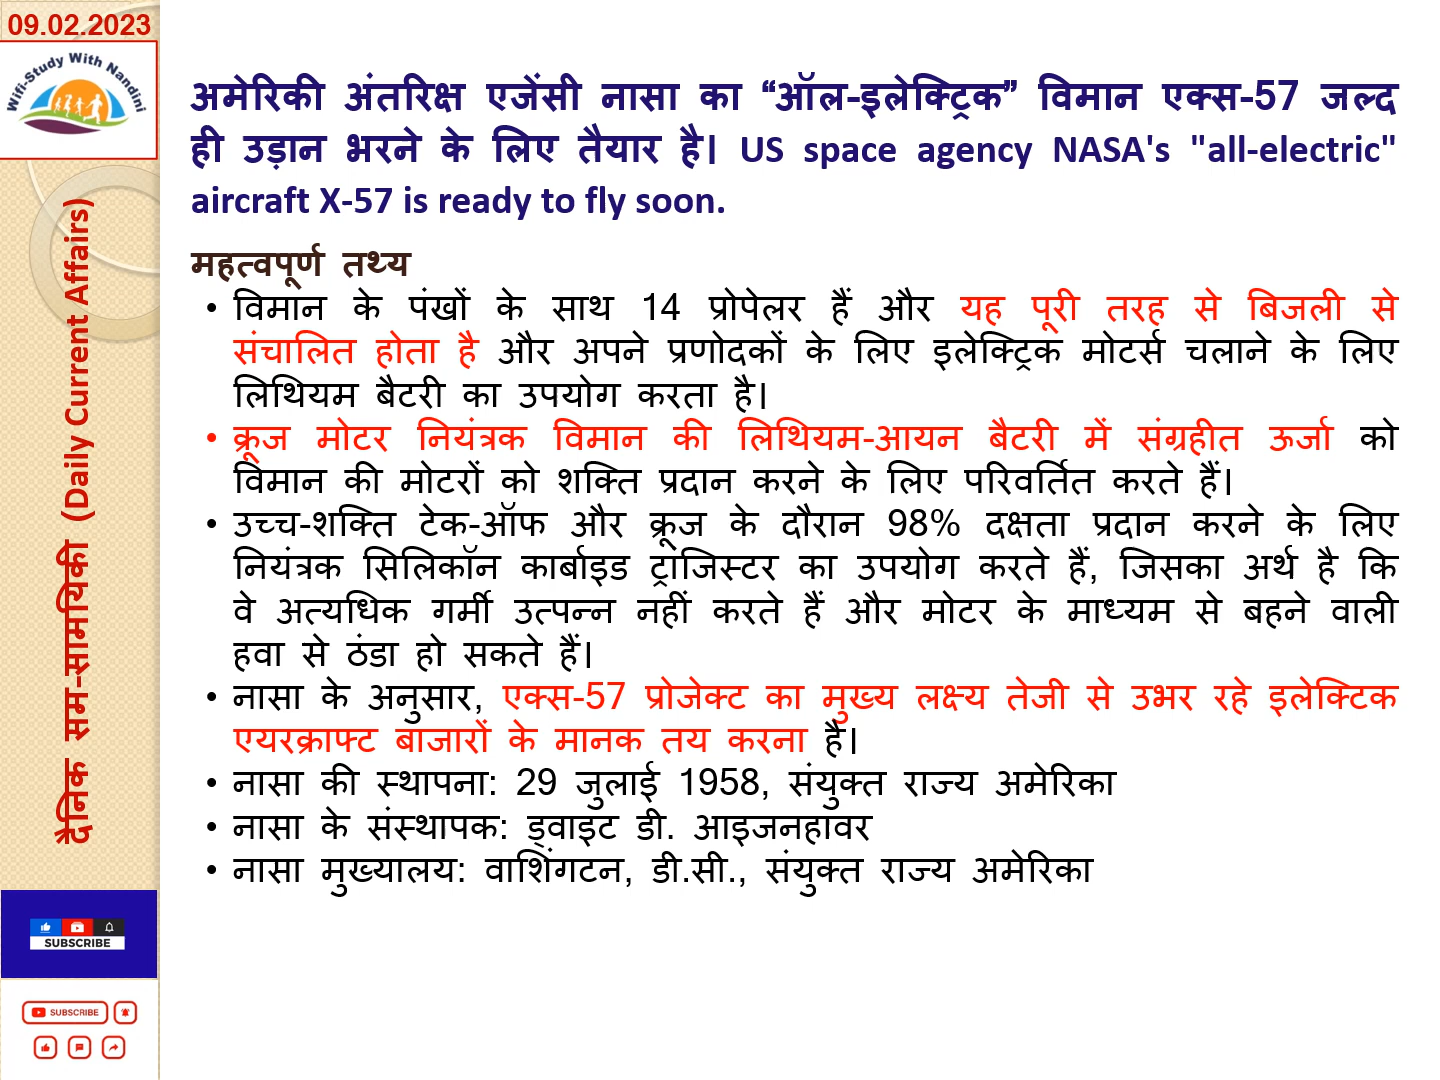 09.02.2023
Wifi-Study With Nandini
दैनिक सम-सामयिकी (Daily Current Affairs)
SUBSCRIBE
SUBSCRIBE
अमेरिकी अंतरिक्ष एजेंसी नासा का “ऑल-इलेक्ट्रिक” विमान एक्स-57 जल्द
ही उड़ान भरने के लिए तैयार है। US space agency NASA's "all-electric"
aircraft X-57 is ready to fly soon.
महत्वपूर्ण तथ्य
• विमान के पंखों के साथ 14 प्रोपेलर हैं और यह पूरी तरह से बिजली से
संचालित होता है और अपने प्रणोदकों के लिए इलेक्ट्रिक मोटर्स चलाने के लिए
लिथियम बैटरी का उपयोग करता है।
• क्रूज मोटर नियंत्रक विमान की लिथियम-आयन बैटरी में संग्रहीत ऊर्जा को
विमान की मोटरों को शक्ति प्रदान करने के लिए परिवर्तित करते हैं।
• उच्च-शक्ति टेक-ऑफ और क्रूज के दौरान 98% दक्षता प्रदान करने के लिए
नियंत्रक सिलिकॉन कार्बाइड ट्रांजिस्टर का उपयोग करते हैं, जिसका अर्थ है कि
वे अत्यधिक गर्मी उत्पन्न नहीं करते हैं और मोटर के माध्यम से बहने वाली
हवा से ठंडा हो सकते हैं।
• नासा के अनुसार, एक्स-57 प्रोजेक्ट का मुख्य लक्ष्य तेजी से उभर रहे इलेक्टिक
एयरक्राफ्ट बाजारों के मानक तय करना है।
• नासा की स्थापना: 29 जुलाई 1958, संयुक्त राज्य अमेरिका
• नासा के संस्थापक: ड्वाइट डी. आइजनहावर
• नासा मुख्यालय: वाशिंगटन, डी.सी., संयुक्त राज्य अमेरिका